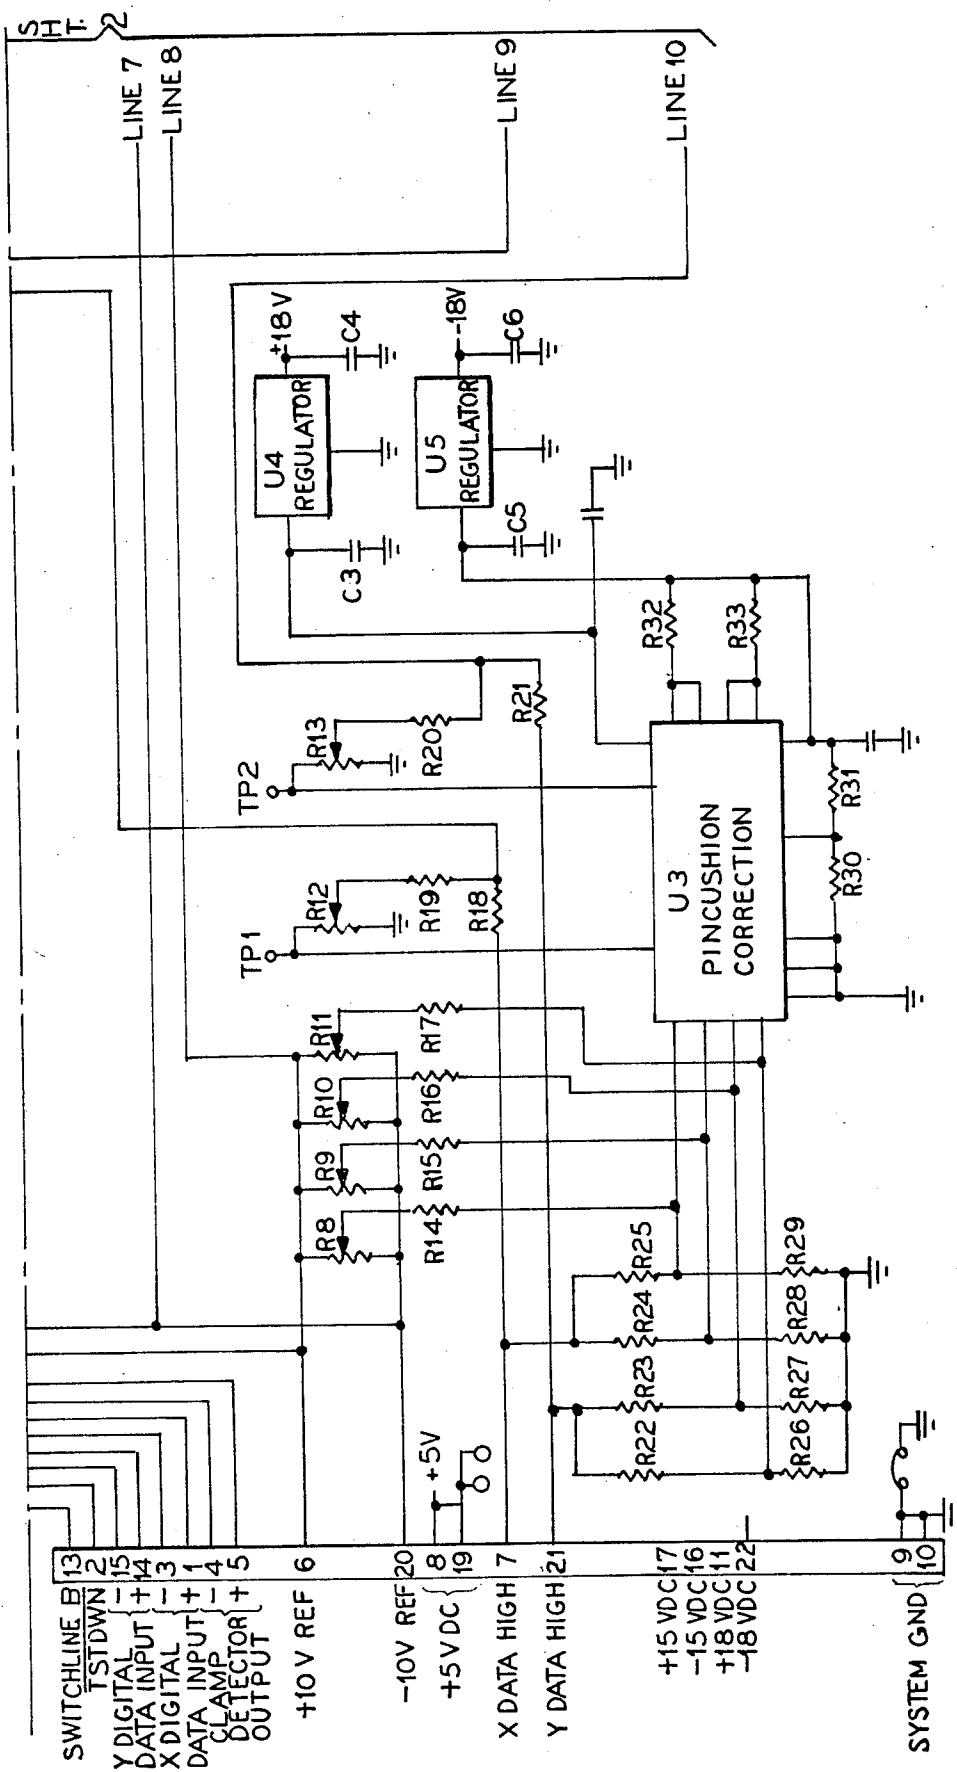 SHT. 2
LINE 7
LINE 8
LINE 9
LINE 10
+18V
C4
U4
REGULATOR
C3
-18V
C6
U5
REGULATOR
C5
R32
R33
R21
R13
R20
TP2
R12
R19
R18
TP1
U3
PINCUSHION
CORRECTION
R31
R30
R11
R17
R10
R16
R9
R15
R8
R14
R25
R24
R23
R22
R29
R28
R27
R26
+5V
SWITCHLINE B 13
TSTDWN 2
Y DIGITAL - 15
DATA INPUT + 14
X DIGITAL - 3
DATA INPUT + 1
CLAMP - 4
DETECTOR + 5
OUTPUT
+10V REF 6
-10V REF 20
+5VDC 8
19
X DATA HIGH 7
Y DATA HIGH 21
+15 VDC 17
-15 VDC 16
+18 VDC 11
-18 VDC 22
SYSTEM GND 9
10